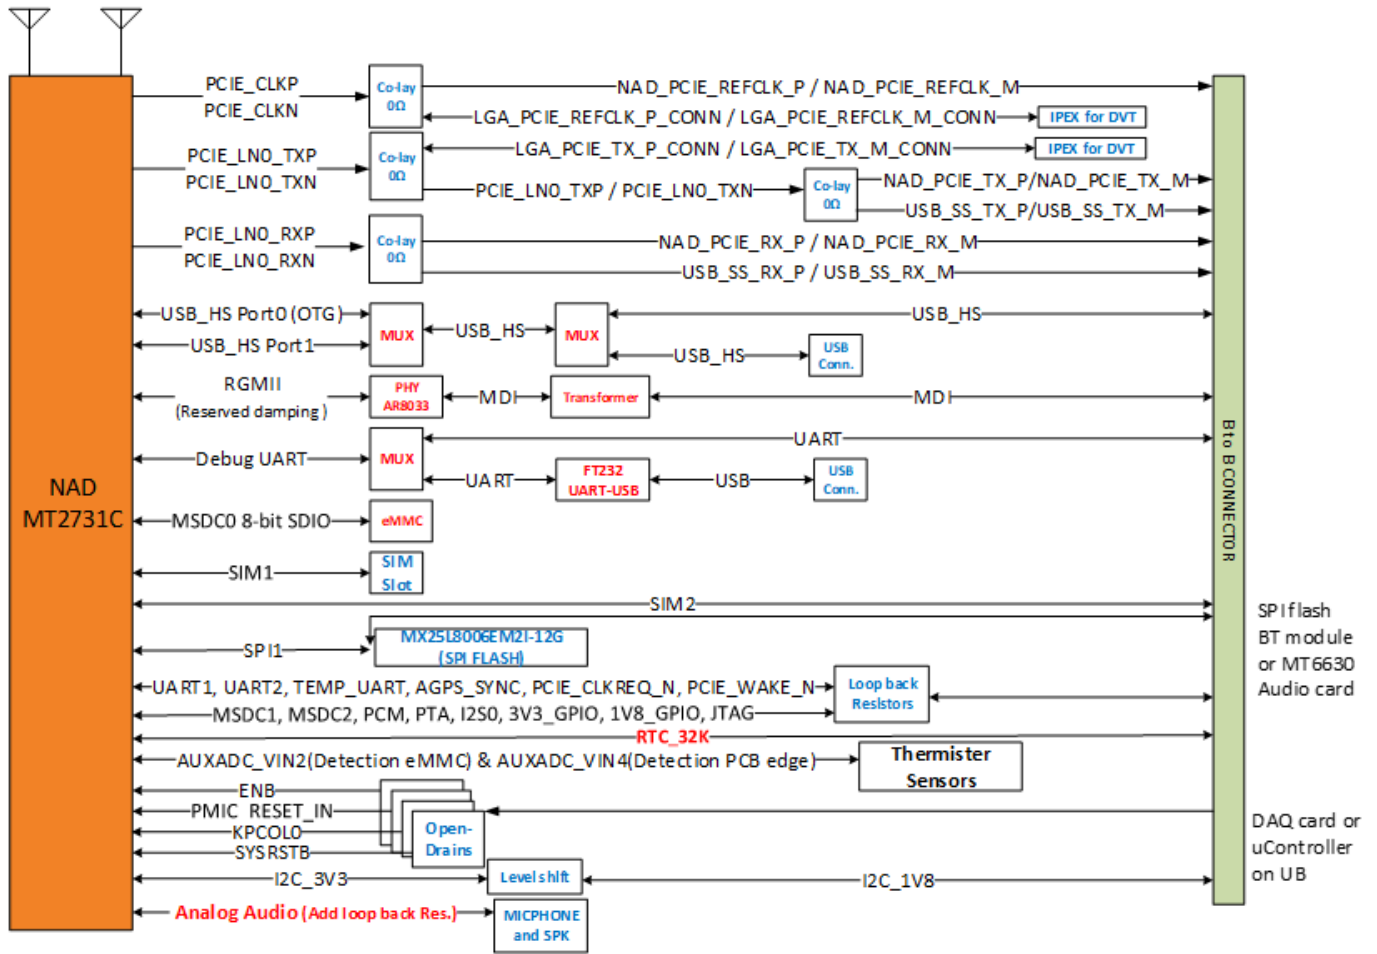 PCIE_CLKP
PCIE_CLKN
Co-lay
0Ω
NAD_PCIE_REFCLK_P / NAD_PCIE_REFCLK_M
LGA_PCIE_REFCLK_P_CONN / LGA_PCIE_REFCLK_M_CONN
IPEX for DVT
PCIE_LN0_TXP
PCIE_LN0_TXN
Co-lay
0Ω
LGA_PCIE_TX_P_CONN / LGA_PCIE_TX_M_CONN
IPEX for DVT
PCIE_LN0_TXP / PCIE_LN0_TXN
Co-lay
0Ω
NAD_PCIE_TX_P/NAD_PCIE_TX_M
USB_SS_TX_P/USB_SS_TX_M
PCIE_LN0_RXP
PCIE_LN0_RXN
Co-lay
0Ω
NAD_PCIE_RX_P / NAD_PCIE_RX_M
USB_SS_RX_P / USB_SS_RX_M
USB_HS Port0 (OTG)
USB_HS Port1
MUX
USB_HS
MUX
USB_HS
USB_HS
USB
Conn.
RGMII
(Reserved damping)
PHY
AR8033
MDI
Transformer
MDI
Debug UART
MUX
UART
UART
FT232
UART-USB
USB
USB
Conn.
NAD
MT2731C
B to B CONNECTOR
MSDC0 8-bit SDIO
eMMC
SIM1
SIM
Slot
SIM2
SPI1
MX25L8006EM2I-12G
(SPI FLASH)
SPI flash
BT module
or MT6630
Audio card
UART1, UART2, TEMP_UART, AGPS_SYNC, PCIE_CLKREQ_N, PCIE_WAKE_N
MSDC1, MSDC2, PCM, PTA, I2S0, 3V3_GPIO, 1V8_GPIO, JTAG
Loop back
Resistors
RTC_32K
AUXADC_VIN2(Detection eMMC) & AUXADC_VIN4(Detection PCB edge)
Thermister
Sensors
ENB
PMIC_RESET_IN
KPCOL0
SYSRSTB
Open-
Drains
DAQ card or
uController
on UB
I2C_3V3
Level shift
I2C_1V8
Analog Audio (Add loop back Res.)
MICPHONE
and SPK